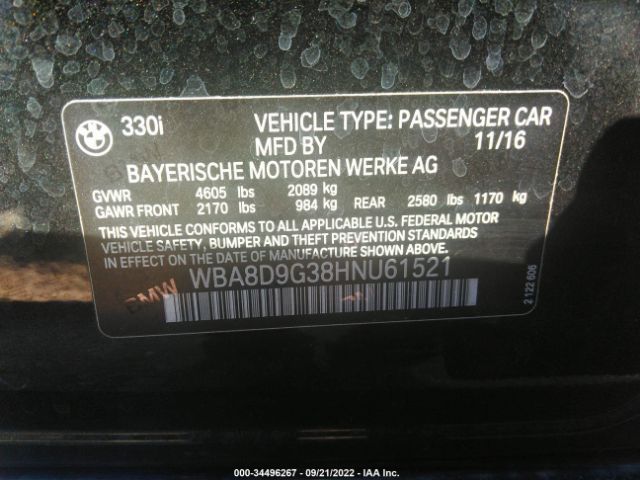 330i VEHICLE TYPE: PASSENGER CAR
MFD BY 11/16
BAYERISCHE MOTOREN WERKE AG
GVWR 4605 lbs 2089 kg
GAWR FRONT 2170 lbs 984 kg REAR 2580 lbs 1170 kg
THIS VEHICLE CONFORMS TO ALL APPLICABLE U.S. FEDERAL MOTOR
VEHICLE SAFETY, BUMPER AND THEFT PREVENTION STANDARDS
IN EFFECT ON THE DATE OF MANUFACTURE SHOWN ABOVE.
WBA8D9G38HNU61521
BMW
2 122 606
000-34496267 - 09/21/2022 - IAA Inc.